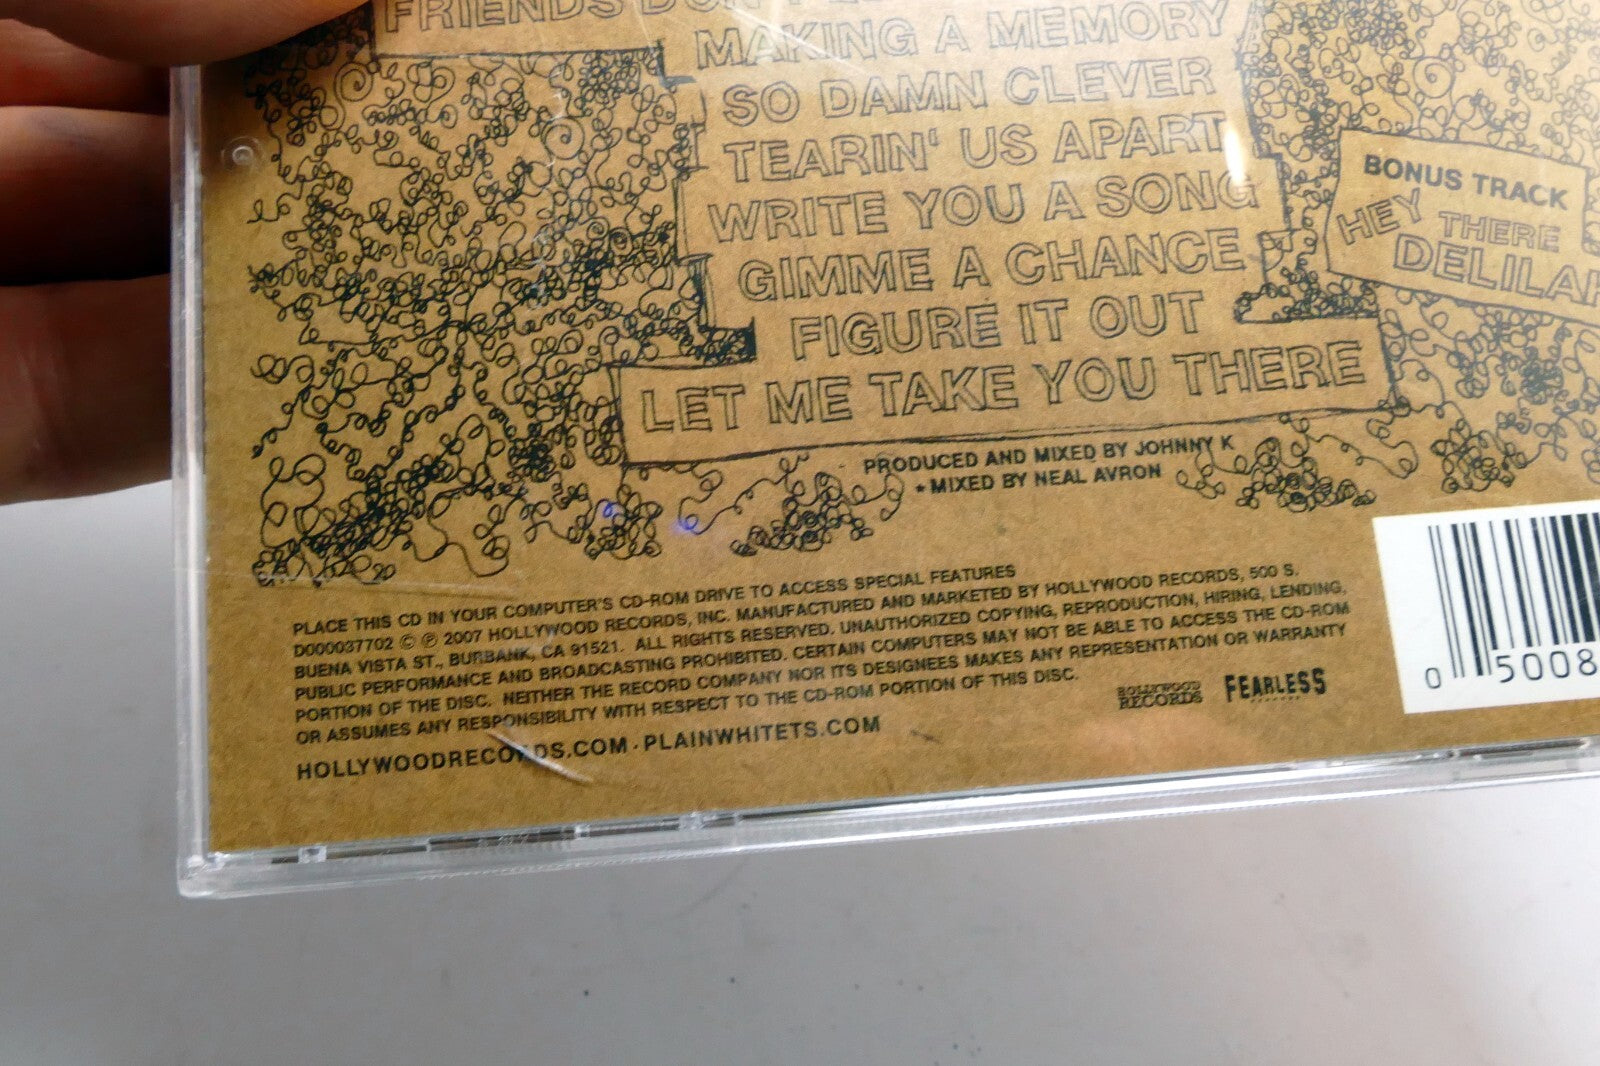 FRIENDS DON'T
MAKING A MEMORY
SO DAMN CLEVER
TEARIN' US APART
WRITE YOU A SONG
GIMME A CHANCE
FIGURE IT OUT
LET ME TAKE YOU THERE
BONUS TRACK
HEY THERE
DELILAH
PRODUCED AND MIXED BY JOHNNY K
* MIXED BY NEAL AVRON
PLACE THIS CD IN YOUR COMPUTER'S CD-ROM DRIVE TO ACCESS SPECIAL FEATURES
D000037702 © ℗ 2007 HOLLYWOOD RECORDS, INC. MANUFACTURED AND MARKETED BY HOLLYWOOD RECORDS, 500 S.
BUENA VISTA ST., BURBANK, CA 91521. ALL RIGHTS RESERVED. UNAUTHORIZED COPYING, REPRODUCTION, HIRING, LENDING,
PUBLIC PERFORMANCE AND BROADCASTING PROHIBITED. CERTAIN COMPUTERS MAY NOT BE ABLE TO ACCESS THE CD-ROM
PORTION OF THE DISC. NEITHER THE RECORD COMPANY NOR ITS DESIGNEES MAKES ANY REPRESENTATION OR WARRANTY
OR ASSUMES ANY RESPONSIBILITY WITH RESPECT TO THE CD-ROM PORTION OF THIS DISC.
HOLLYWOODRECORDS.COM · PLAINWHITETS.COM
HOLLYWOOD
RECORDS
FEARLESS
0 5008